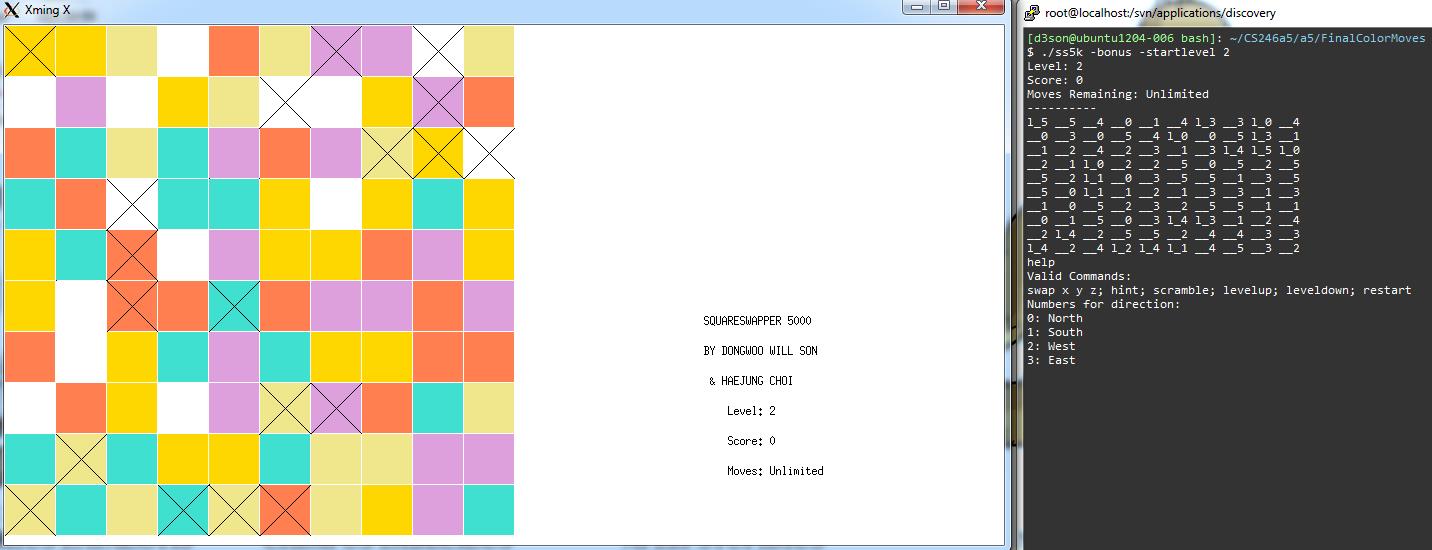 Xming X
SQUARESWAPPER 5000
BY DONGWOO WILL SON
& HAEJUNG CHOI
Level: 2
Score: 0
Moves: Unlimited
root@localhost:/svn/applications/discovery
[d3son@ubuntu1204-006 bash]: ~/CS246a5/a5/FinalColorMoves
$ ./ss5k -bonus -startlevel 2
Level: 2
Score: 0
Moves Remaining: Unlimited
----------
l_5 __5 __4 __0 __1 __4 l_3 __3 l_0 __4
__0 __3 __0 __5 __4 l_0 __0 __5 l_3 __1
__1 __2 __4 __2 __3 __1 __3 l_4 l_5 l_0
__2 __1 l_0 __2 __2 __5 __0 __5 __2 __5
__5 __2 l_1 __0 __3 __5 __5 __1 __3 __5
__5 __0 l_1 __1 l_2 __1 __3 __3 __1 __3
__1 __0 __5 __2 __3 __2 __5 __5 __1 __1
__0 __1 __5 __0 __3 l_4 l_3 __1 __2 __4
__2 l_4 __2 __5 __5 __2 __4 __4 __3 __3
l_4 __2 __4 l_2 l_4 l_1 __4 __5 __3 __2
help
Valid Commands:
swap x y z; hint; scramble; levelup; leveldown; restart
Numbers for direction:
0: North
1: South
2: West
3: East